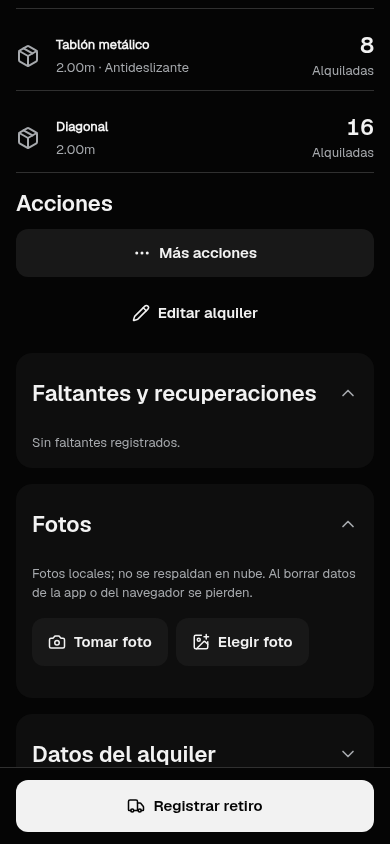 Tablón metálico
8
2.00m · Antideslizante
Alquiladas
Diagonal
16
2.00m
Alquiladas
Acciones
Más acciones
Editar alquiler
Faltantes y recuperaciones
Sin faltantes registrados.
Fotos
Fotos locales; no se respaldan en nube. Al borrar datos
de la app o del navegador se pierden.
Tomar foto
Elegir foto
Datos del alquiler
Registrar retiro